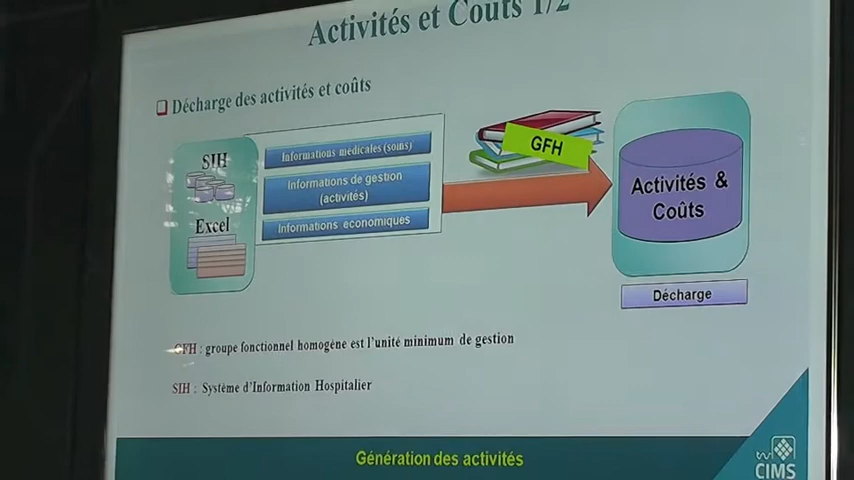 Activités et Coûts 1/2
Décharge des activités et coûts
SIH
Excel
Informations médicales (soins)
Informations de gestion
(activités)
Informations économiques
GFH
Activités &
Coûts
Décharge
GFH : groupe fonctionnel homogène est l'unité minimum de gestion
SIH : Système d'Information Hospitalier
Génération des activités
CIMS